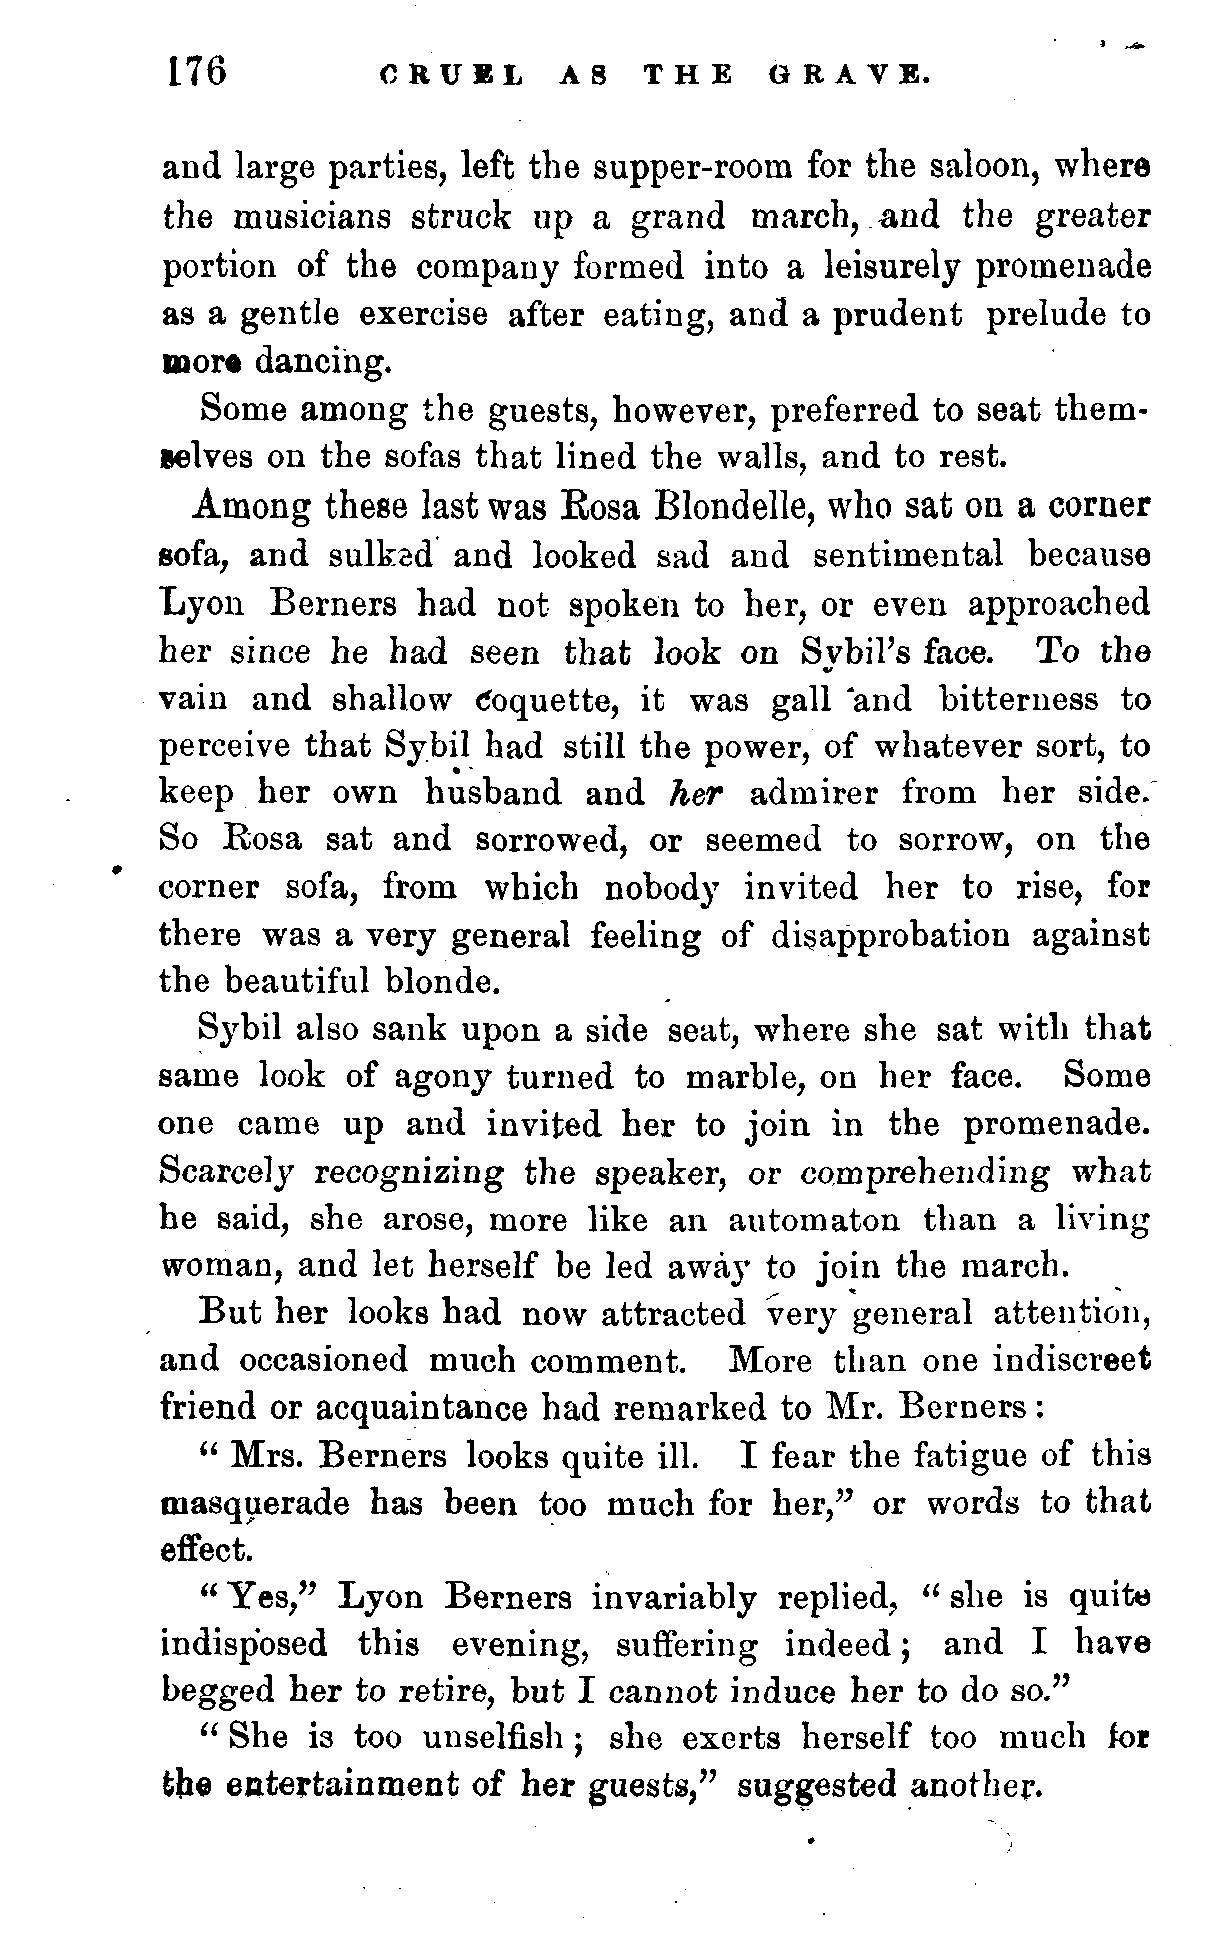 176 CRUEL AS THE GRAVE.
and large parties, left the supper-room for the saloon, where
the musicians struck up a grand march, and the greater
portion of the company formed into a leisurely promenade
as a gentle exercise after eating, and a prudent prelude to
more dancing.
Some among the guests, however, preferred to seat them-
selves on the sofas that lined the walls, and to rest.
Among these last was Rosa Blondelle, who sat on a corner
sofa, and sulked and looked sad and sentimental because
Lyon Berners had not spoken to her, or even approached
her since he had seen that look on Sybil's face. To the
vain and shallow coquette, it was gall and bitterness to
perceive that Sybil had still the power, of whatever sort, to
keep her own husband and her admirer from her side.
So Rosa sat and sorrowed, or seemed to sorrow, on the
corner sofa, from which nobody invited her to rise, for
there was a very general feeling of disapprobation against
the beautiful blonde.
Sybil also sank upon a side seat, where she sat with that
same look of agony turned to marble, on her face. Some
one came up and invited her to join in the promenade.
Scarcely recognizing the speaker, or comprehending what
he said, she arose, more like an automaton than a living
woman, and let herself be led away to join the march.
But her looks had now attracted very general attention,
and occasioned much comment. More than one indiscreet
friend or acquaintance had remarked to Mr. Berners:
"Mrs. Berners looks quite ill. I fear the fatigue of this
masquerade has been too much for her," or words to that
effect.
"Yes," Lyon Berners invariably replied, "she is quite
indisposed this evening, suffering indeed; and I have
begged her to retire, but I cannot induce her to do so."
"She is too unselfish; she exerts herself too much for
the entertainment of her guests," suggested another.